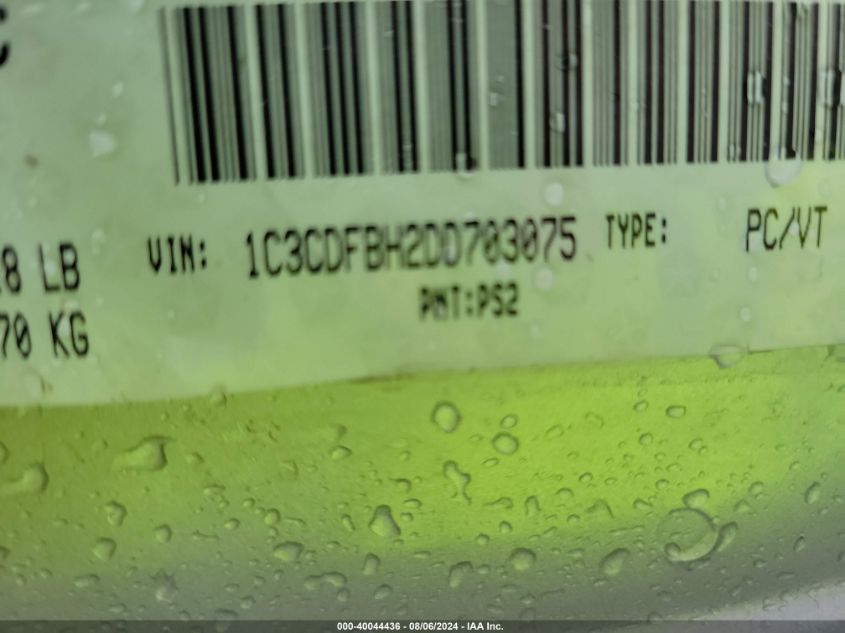 C
VIN: 1C3CDFBH2DD703075 TYPE: PC/VT
8 LB
PNT:PS2
70 KG
000-40044436 - 08/06/2024 - IAA Inc.